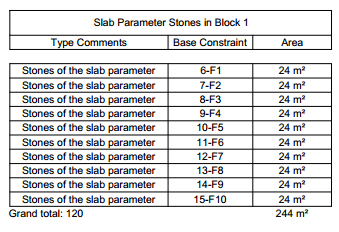 Slab Parameter Stones in Block 1
Type Comments Base Constraint Area
Stones of the slab parameter 6-F1 24 m²
Stones of the slab parameter 7-F2 24 m²
Stones of the slab parameter 8-F3 24 m²
Stones of the slab parameter 9-F4 24 m²
Stones of the slab parameter 10-F5 24 m²
Stones of the slab parameter 11-F6 24 m²
Stones of the slab parameter 12-F7 24 m²
Stones of the slab parameter 13-F8 24 m²
Stones of the slab parameter 14-F9 24 m²
Stones of the slab parameter 15-F10 24 m²
Grand total: 120 244 m²